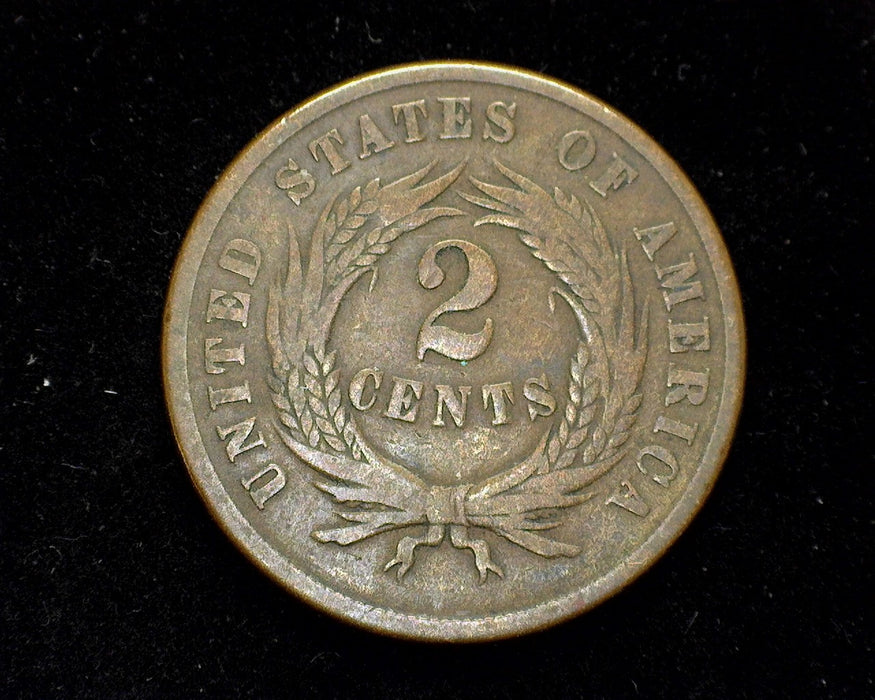 UNITED STATES OF AMERICA
2
CENTS